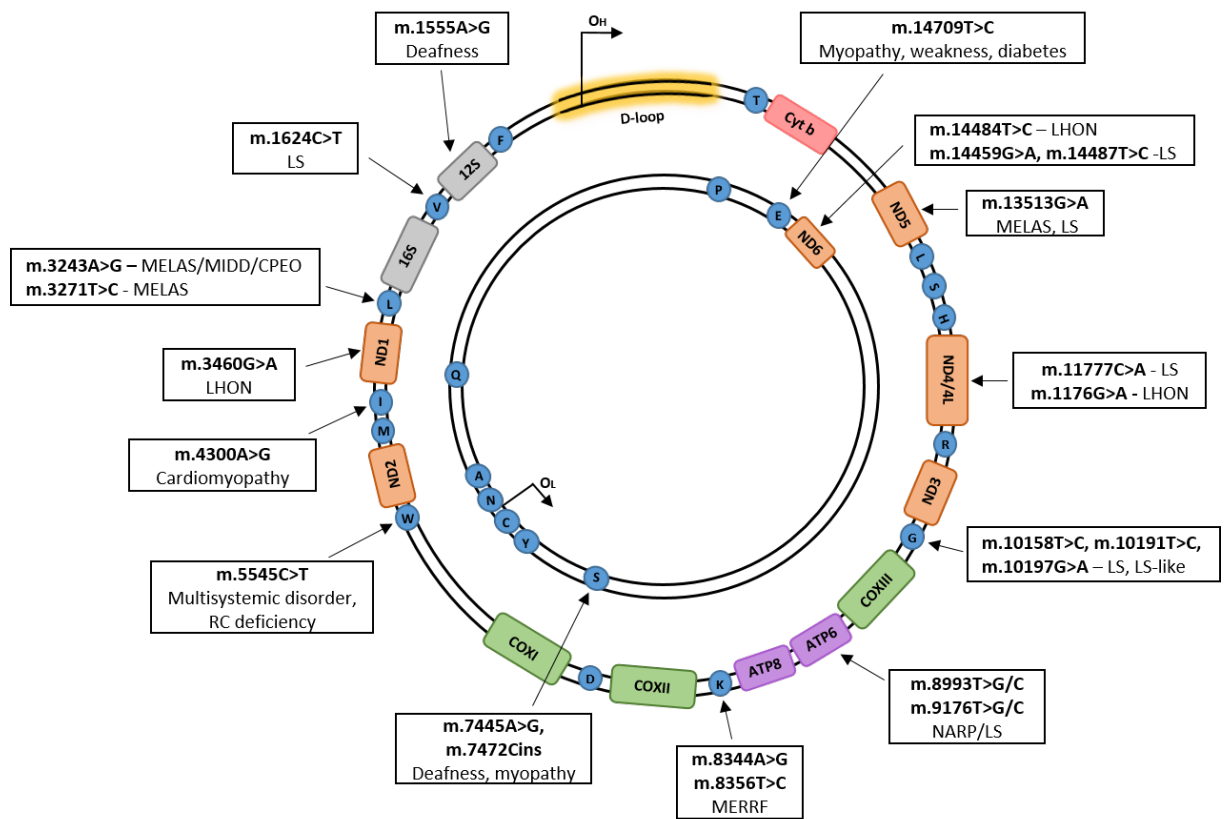 m.1555A>G
Deafness
OH
m.14709T>C
Myopathy, weakness, diabetes
D-loop
T
Cyt b
F
12S
m.1624C>T
LS
V
16S
m.14484T>C – LHON
m.14459G>A, m.14487T>C -LS
P
E
ND6
ND5
m.13513G>A
MELAS, LS
L
S
H
m.3243A>G – MELAS/MIDD/CPEO
m.3271T>C - MELAS
L
ND1
m.3460G>A
LHON
Q
ND4/4L
m.11777C>A - LS
m.1176G>A - LHON
I
M
m.4300A>G
Cardiomyopathy
ND2
W
R
ND3
G
A
N
C
Y
S
OL
m.10158T>C, m.10191T>C,
m.10197G>A – LS, LS-like
m.5545C>T
Multisystemic disorder,
RC deficiency
COXI
D
COXII
K
ATP8
ATP6
COXIII
m.8993T>G/C
m.9176T>G/C
NARP/LS
m.7445A>G,
m.7472Cins
Deafness, myopathy
m.8344A>G
m.8356T>C
MERRF